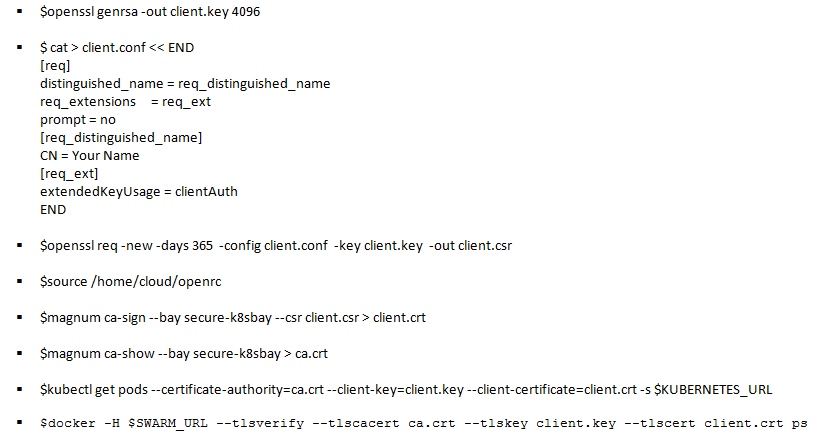 ▪ $openssl genrsa -out client.key 4096
▪ $ cat > client.conf << END
[req]
distinguished_name = req_distinguished_name
req_extensions    = req_ext
prompt = no
[req_distinguished_name]
CN = Your Name
[req_ext]
extendedKeyUsage = clientAuth
END
▪ $openssl req -new -days 365  -config client.conf  -key client.key  -out client.csr
▪ $source /home/cloud/openrc
▪ $magnum ca-sign --bay secure-k8sbay --csr client.csr > client.crt
▪ $magnum ca-show --bay secure-k8sbay > ca.crt
▪ $kubectl get pods --certificate-authority=ca.crt --client-key=client.key --client-certificate=client.crt -s $KUBERNETES_URL
▪ $docker -H $SWARM_URL --tlsverify --tlscacert ca.crt --tlskey client.key --tlscert client.crt ps